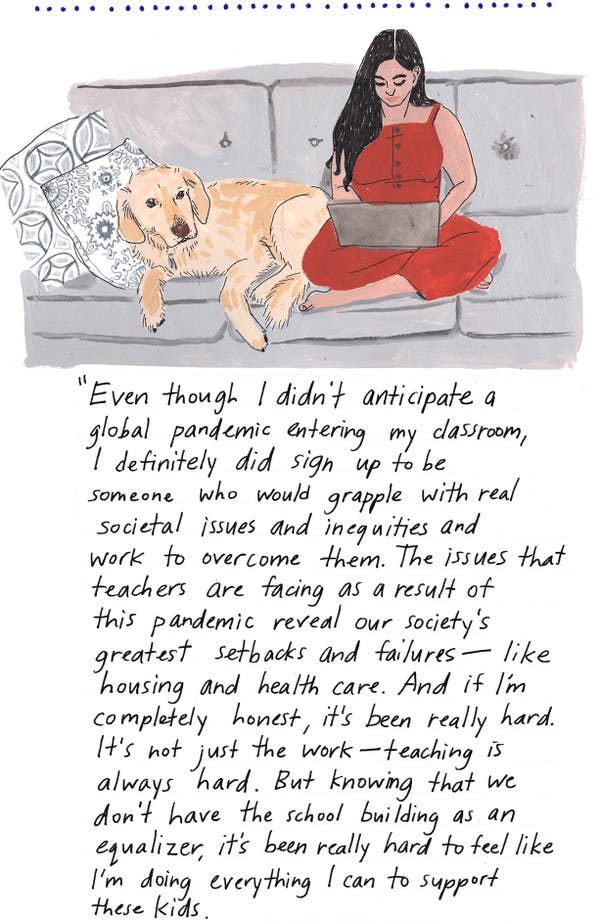 "Even though I didn't anticipate a
global pandemic entering my classroom,
I definitely did sign up to be
someone who would grapple with real
societal issues and inequities and
work to overcome them. The issues that
teachers are facing as a result of
this pandemic reveal our society's
greatest setbacks and failures — like
housing and health care. And if I'm
completely honest, it's been really hard.
It's not just the work — teaching is
always hard. But knowing that we
don't have the school building as an
equalizer, it's been really hard to feel like
I'm doing everything I can to support
these kids.